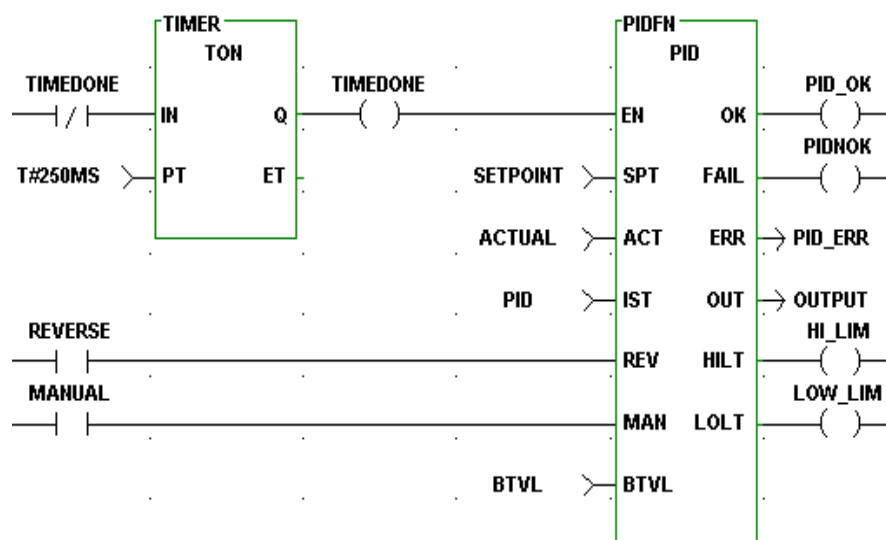 TIMER
PIDFN
TON
PID
TIMEDONE
TIMEDONE
PID_OK
IN
Q
EN
OK
PIDNOK
T#250MS
PT
ET
SETPOINT
SPT
FAIL
ACTUAL
ACT
ERR
PID_ERR
PID
IST
OUT
OUTPUT
REVERSE
HI_LIM
REV
HILT
MANUAL
LOW_LIM
MAN
LOLT
BTVL
BTVL